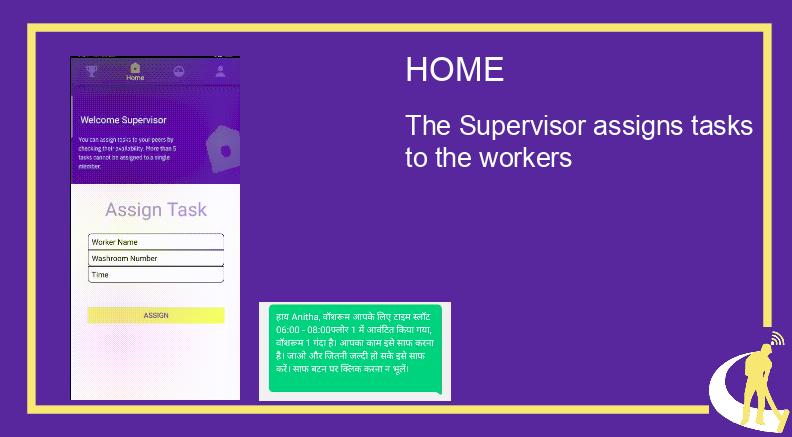 Home
Welcome Supervisor
You can assign tasks to your peers by
checking their availability. More than 5
tasks cannot be assigned to a single
member.
Assign Task
Worker Name
Washroom Number
Time
ASSIGN
HOME
The Supervisor assigns tasks
to the workers
हाय Anitha, वॉशरूम आपके लिए टाइम स्लॉट
06:00 - 08:00फ्लोर 1 में आवंटित किया गया,
वॉशरूम 1 गंदा है। आपका काम इसे साफ करना
है। जाओ और जितनी जल्दी हो सके इसे साफ
करें। साफ बटन पर क्लिक करना न भूलें।